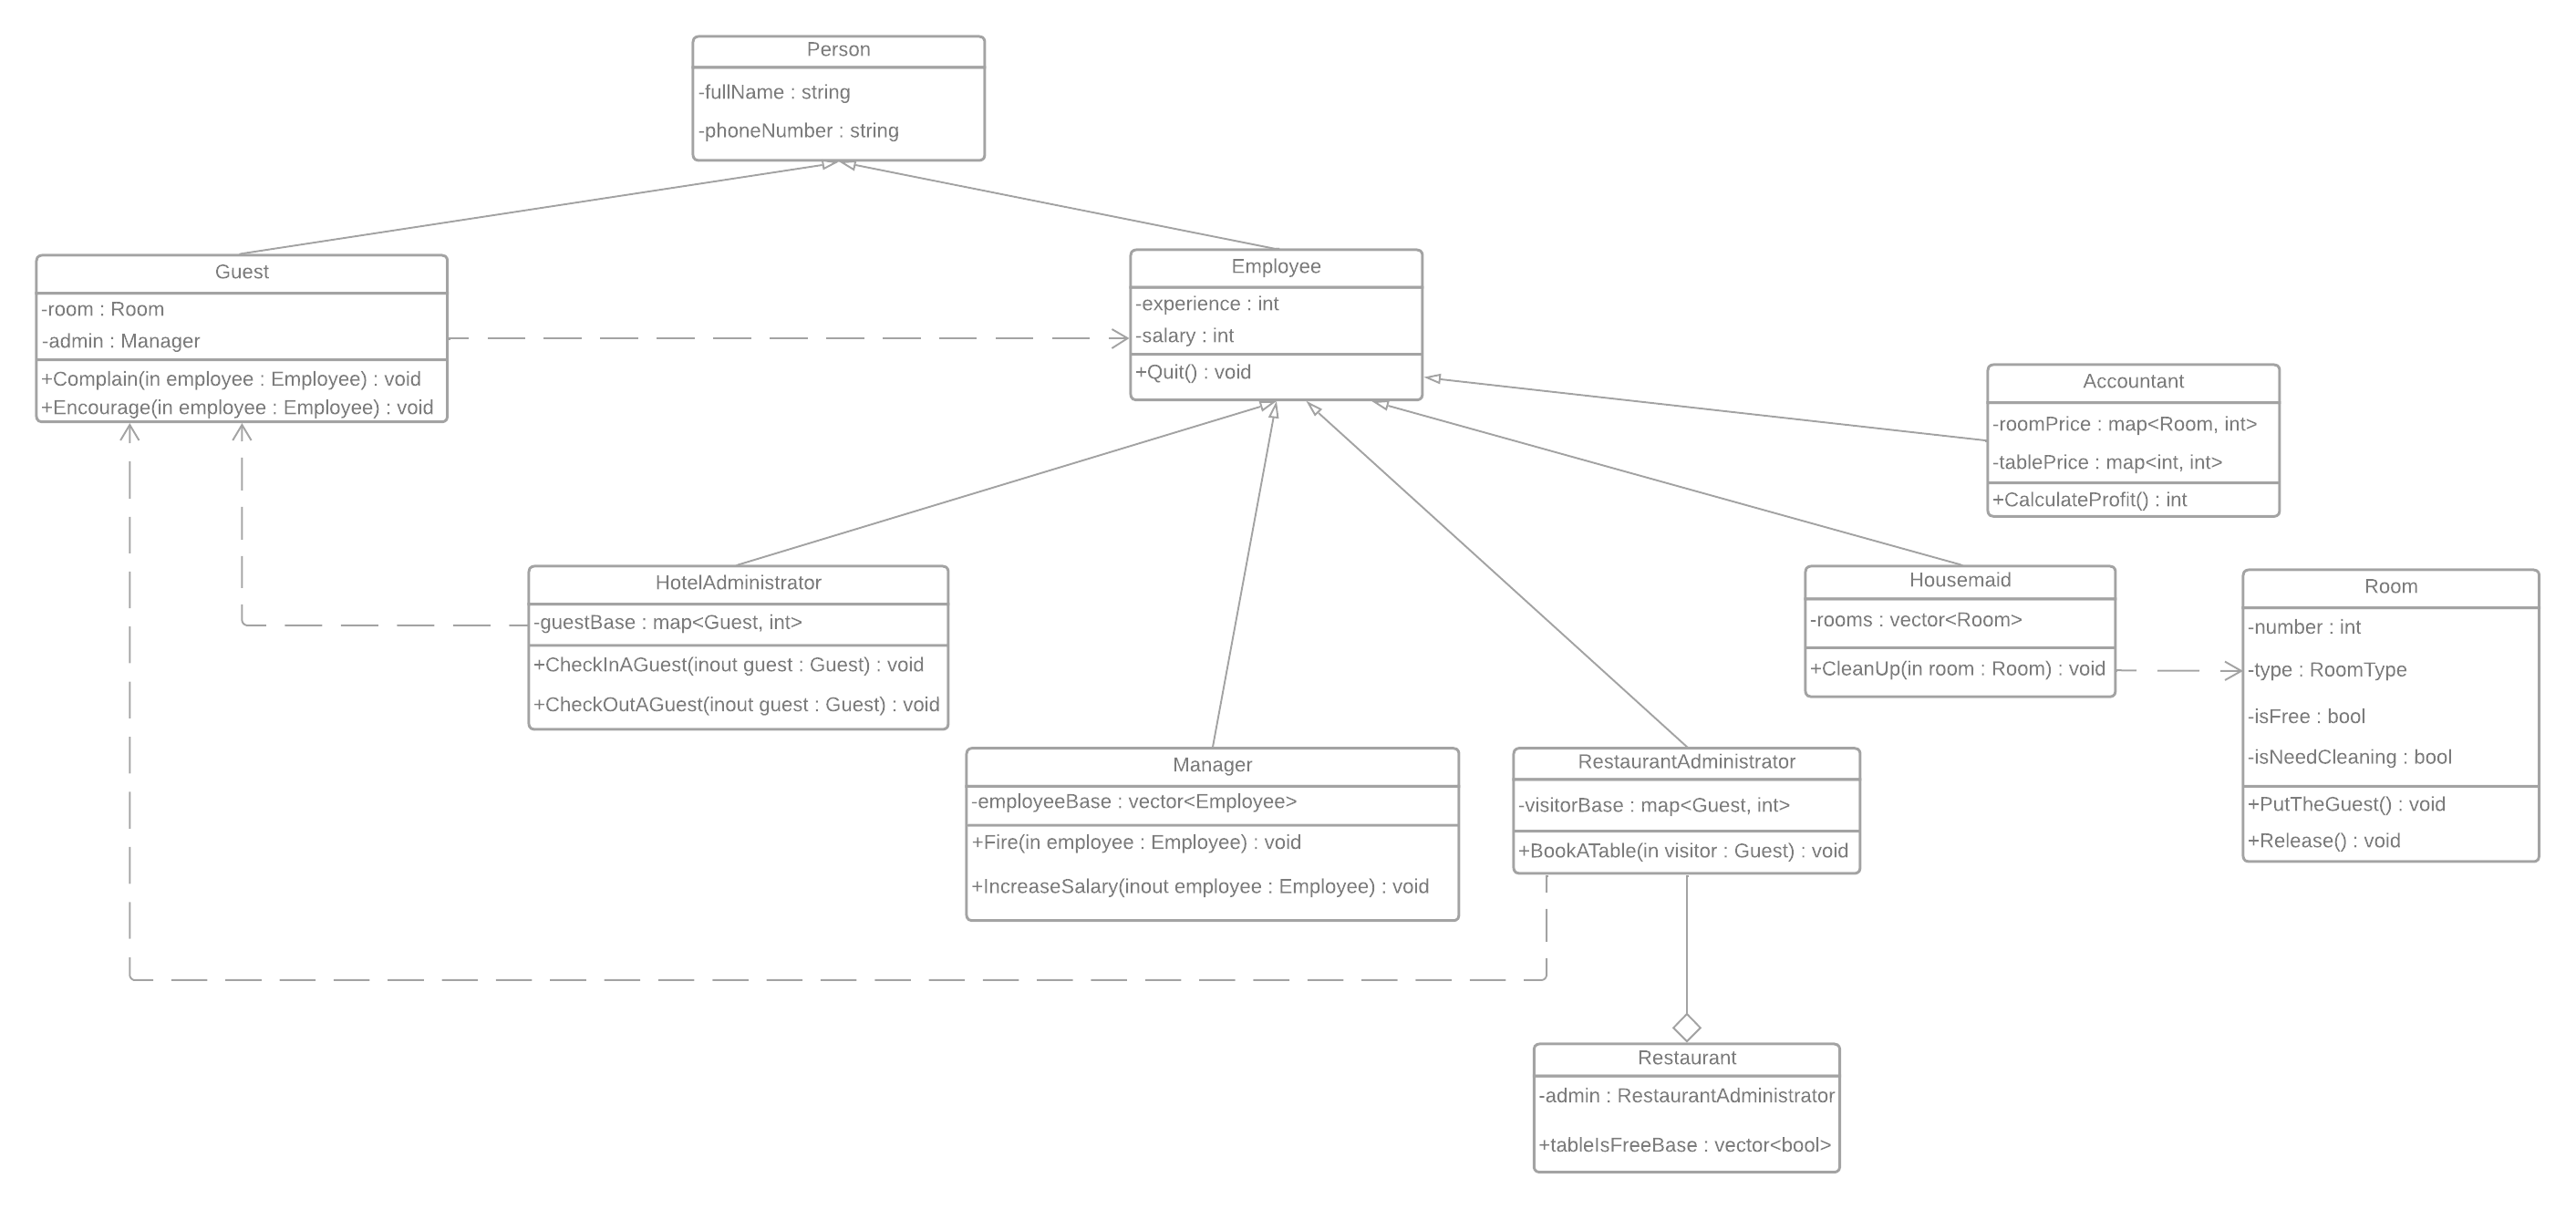 Person
-fullName : string
-phoneNumber : string
Guest
-room : Room
-admin : Manager
+Complain(in employee : Employee) : void
+Encourage(in employee : Employee) : void
Employee
-experience : int
-salary : int
+Quit() : void
Accountant
-roomPrice : map<Room, int>
-tablePrice : map<int, int>
+CalculateProfit() : int
HotelAdministrator
-guestBase : map<Guest, int>
+CheckInAGuest(inout guest : Guest) : void
+CheckOutAGuest(inout guest : Guest) : void
Housemaid
-rooms : vector<Room>
+CleanUp(in room : Room) : void
Room
-number : int
-type : RoomType
-isFree : bool
-isNeedCleaning : bool
+PutTheGuest() : void
+Release() : void
Manager
-employeeBase : vector<Employee>
+Fire(in employee : Employee) : void
+IncreaseSalary(inout employee : Employee) : void
RestaurantAdministrator
-visitorBase : map<Guest, int>
+BookATable(in visitor : Guest) : void
Restaurant
-admin : RestaurantAdministrator
+tableIsFreeBase : vector<bool>